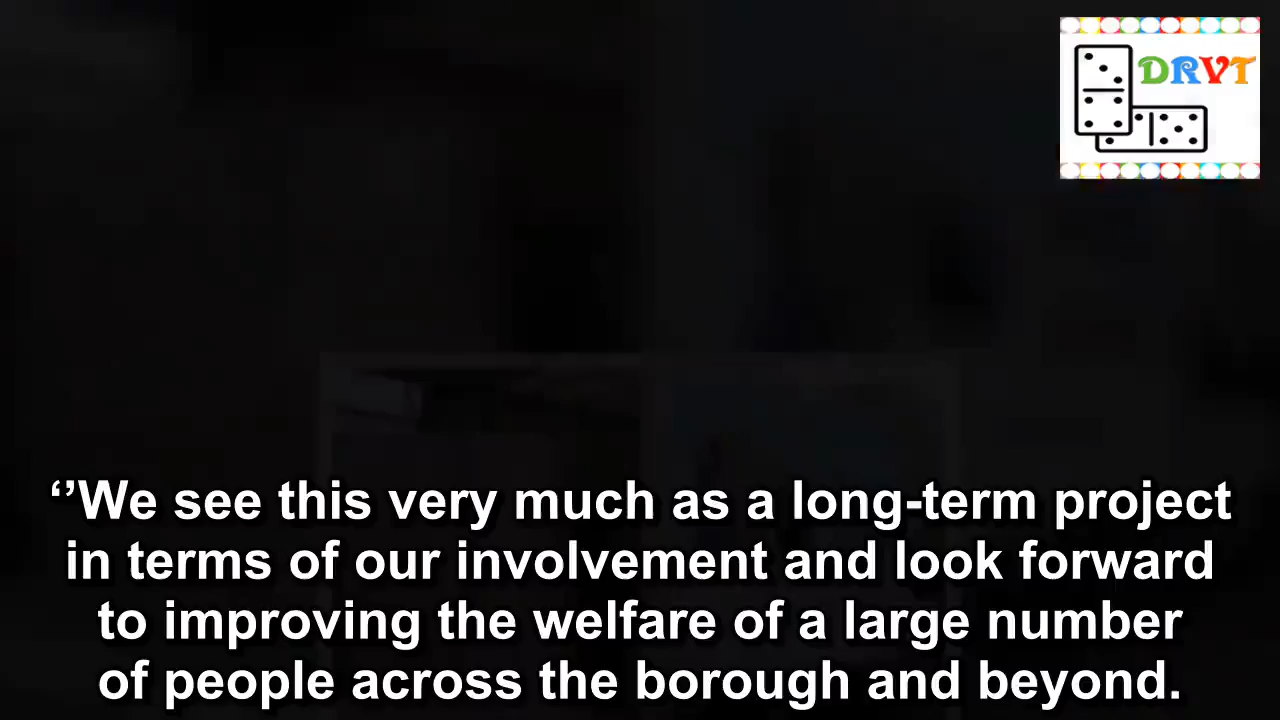 DRVT
‘’We see this very much as a long-term project
in terms of our involvement and look forward
to improving the welfare of a large number
of people across the borough and beyond.